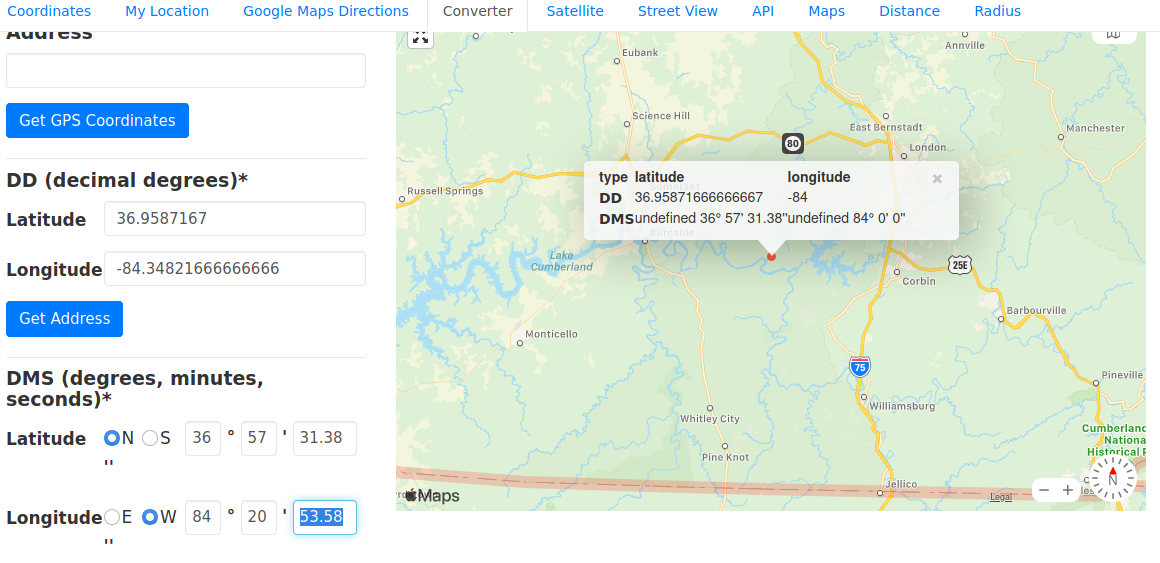 Coordinates My Location Google Maps Directions Converter Satellite Street View API Maps Distance Radius
Address
Get GPS Coordinates
DD (decimal degrees)*
Latitude 36.9587167
Longitude -84.34821666666666
Get Address
DMS (degrees, minutes,
seconds)*
Latitude N S 36 ° 57 ' 31.38
"
Longitude E W 84 ° 20 ' 53.58
"
Eubank
Annville
Science Hill
East Bernstadt
Manchester
80
London
type latitude longitude ×
Somerset
Russell Springs
DD 36.95871666666667 -84
DMS undefined 36° 57' 31.38" undefined 84° 0' 0"
Burnside
Lake
Cumberland
25E
Corbin
Barbourville
Monticello
75
Pineville
Williamsburg
Whitley City
Cumberland
Nationa
Historical P
Pine Knot
Jellico
Maps
Legal
− +
N